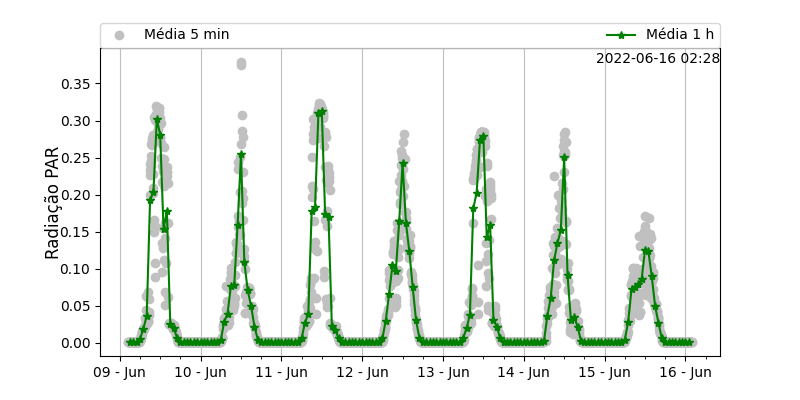 Média 5 min
Média 1 h
2022-06-16 02:28
Radiação PAR
0.35
0.30
0.25
0.20
0.15
0.10
0.05
0.00
09 - Jun
10 - Jun
11 - Jun
12 - Jun
13 - Jun
14 - Jun
15 - Jun
16 - Jun